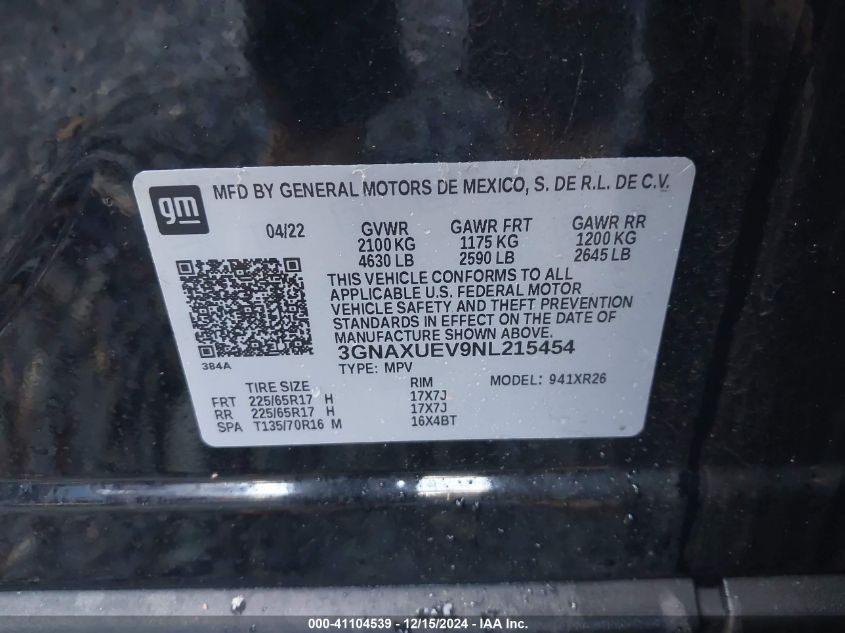 gm
MFD BY GENERAL MOTORS DE MEXICO, S. DE R.L. DE C.V.
04/22 GVWR GAWR FRT GAWR RR
2100 KG 1175 KG 1200 KG
4630 LB 2590 LB 2645 LB
THIS VEHICLE CONFORMS TO ALL
APPLICABLE U.S. FEDERAL MOTOR
VEHICLE SAFETY AND THEFT PREVENTION
STANDARDS IN EFFECT ON THE DATE OF
MANUFACTURE SHOWN ABOVE.
3GNAXUEV9NL215454
384A
TYPE: MPV MODEL: 941XR26
TIRE SIZE RIM
FRT 225/65R17 H 17X7J
RR 225/65R17 H 17X7J
SPA T135/70R16 M 16X4BT
000-41104539 - 12/15/2024 - IAA Inc.